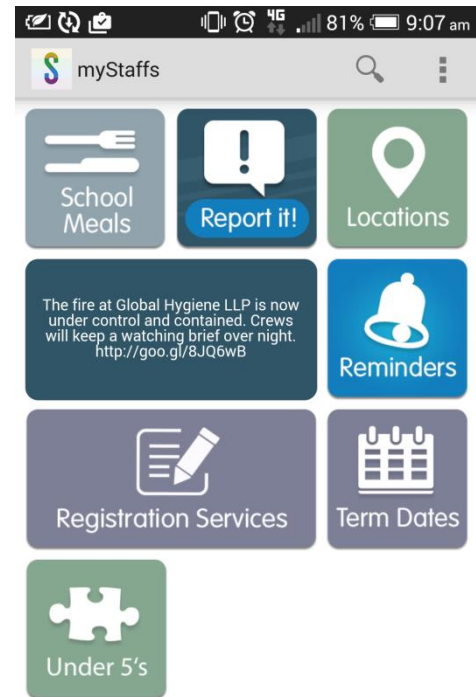 4G 81% 9:07 am
S myStaffs
School
Meals
Report it!
Locations
The fire at Global Hygiene LLP is now
under control and contained. Crews
will keep a watching brief over night.
http://goo.gl/8JQ6wB
Reminders
Registration Services
Term Dates
Under 5's